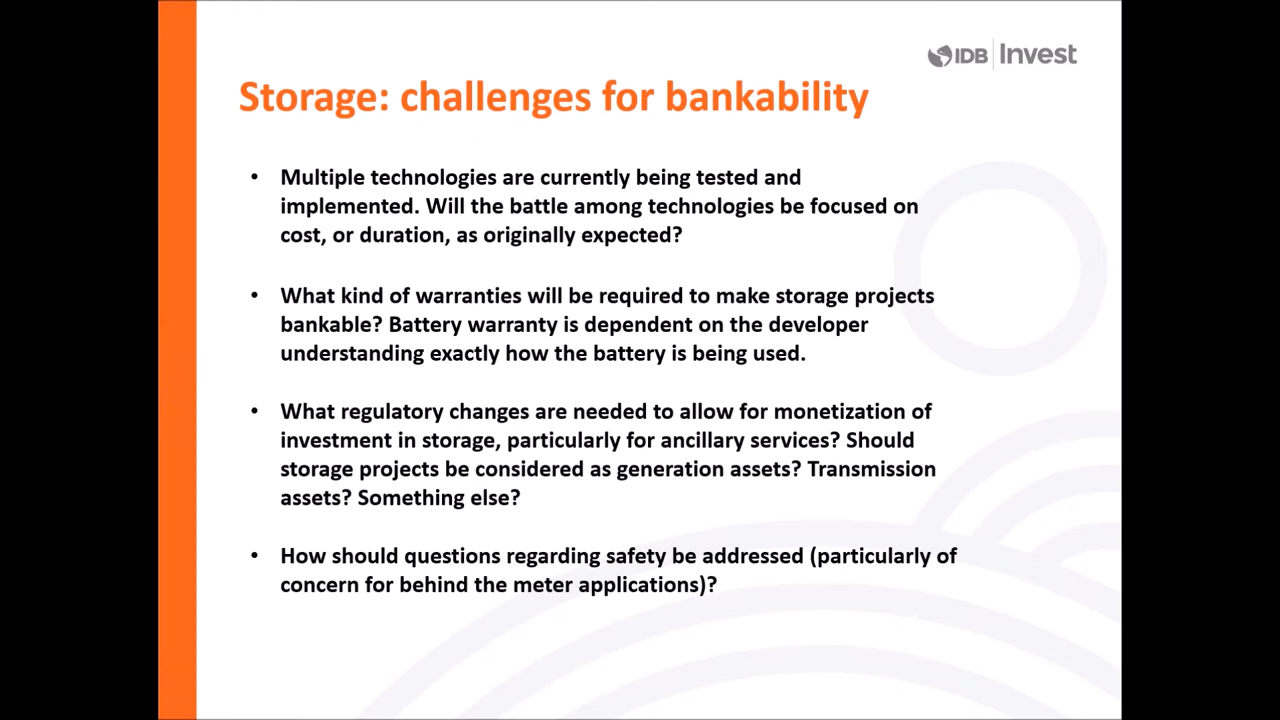 IDB Invest
Storage: challenges for bankability
• Multiple technologies are currently being tested and
implemented. Will the battle among technologies be focused on
cost, or duration, as originally expected?
• What kind of warranties will be required to make storage projects
bankable? Battery warranty is dependent on the developer
understanding exactly how the battery is being used.
• What regulatory changes are needed to allow for monetization of
investment in storage, particularly for ancillary services? Should
storage projects be considered as generation assets? Transmission
assets? Something else?
• How should questions regarding safety be addressed (particularly of
concern for behind the meter applications)?